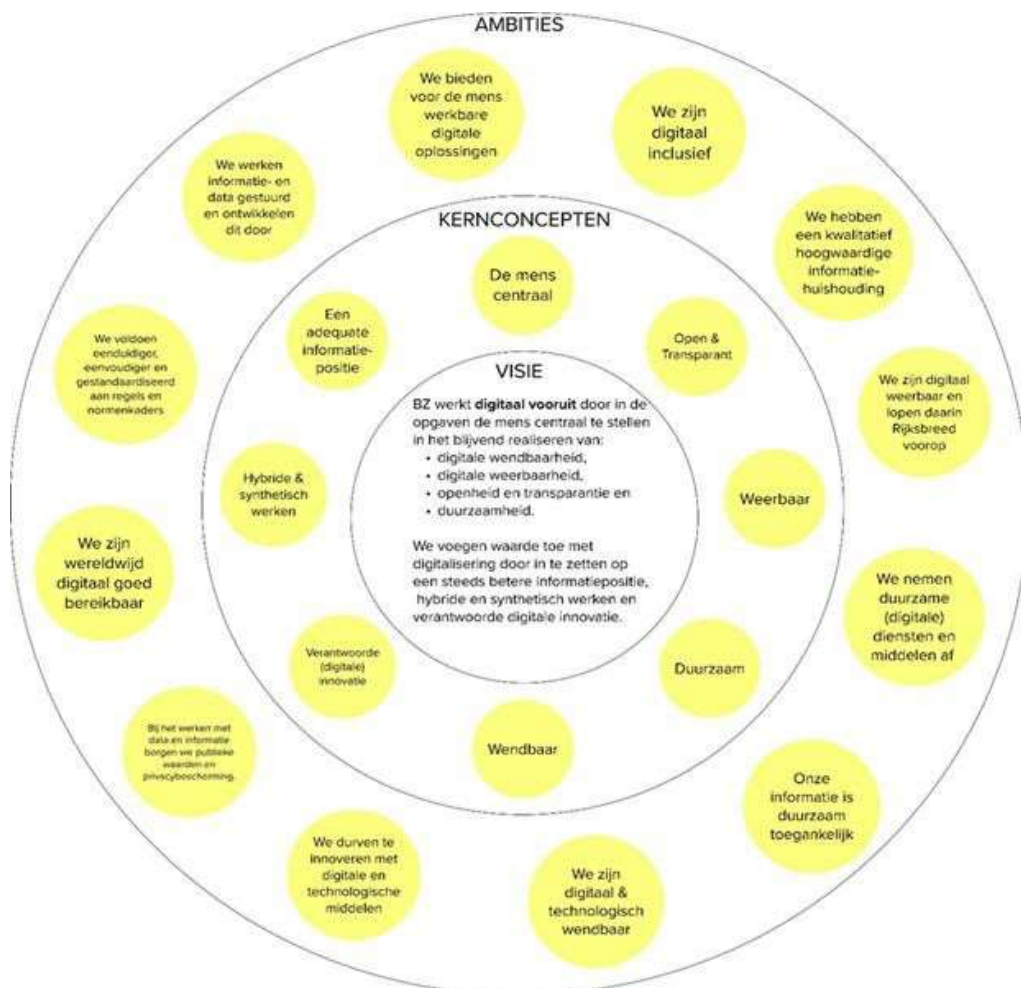 AMBITIES
We bieden
voor de mens
werkbare
digitale
oplossingen
We zijn
digitaal
inclusief
We hebben
een kwalitatief
hoogwaardige
informatie-
huishouding
We zijn digitaal
weerbaar en
lopen daarin
Rijksbreed
voorop
We nemen
duurzame
(digitale)
diensten en
middelen af
Onze
informatie is
duurzaam
toegankelijk
We zijn
digitaal &
technologisch
wendbaar
We durven te
innoveren met
digitale en
technologische
middelen
Bij het werken met
data en informatie
borgen we publieke
waarden en
privacybescherming.
We zijn
wereldwijd
digitaal goed
bereikbaar
We voldoen
eenduidiger,
eenvoudiger en
gestandaardiseerd
aan regels en
normenkaders
We werken
informatie- en
data gestuurd
en ontwikkelen
dit door
KERNCONCEPTEN
De mens
centraal
Open &
Transparant
Weerbaar
Duurzaam
Wendbaar
Verantwoorde
(digitale)
innovatie
Hybride &
synthetisch
werken
Een
adequate
informatie-
positie
VISIE
BZ werkt digitaal vooruit door in de
opgaven de mens centraal te stellen
in het blijvend realiseren van:
• digitale wendbaarheid,
• digitale weerbaarheid,
• openheid en transparantie en
• duurzaamheid.
We voegen waarde toe met
digitalisering door in te zetten op
een steeds betere informatiepositie,
hybride en synthetisch werken en
verantwoorde digitale innovatie.